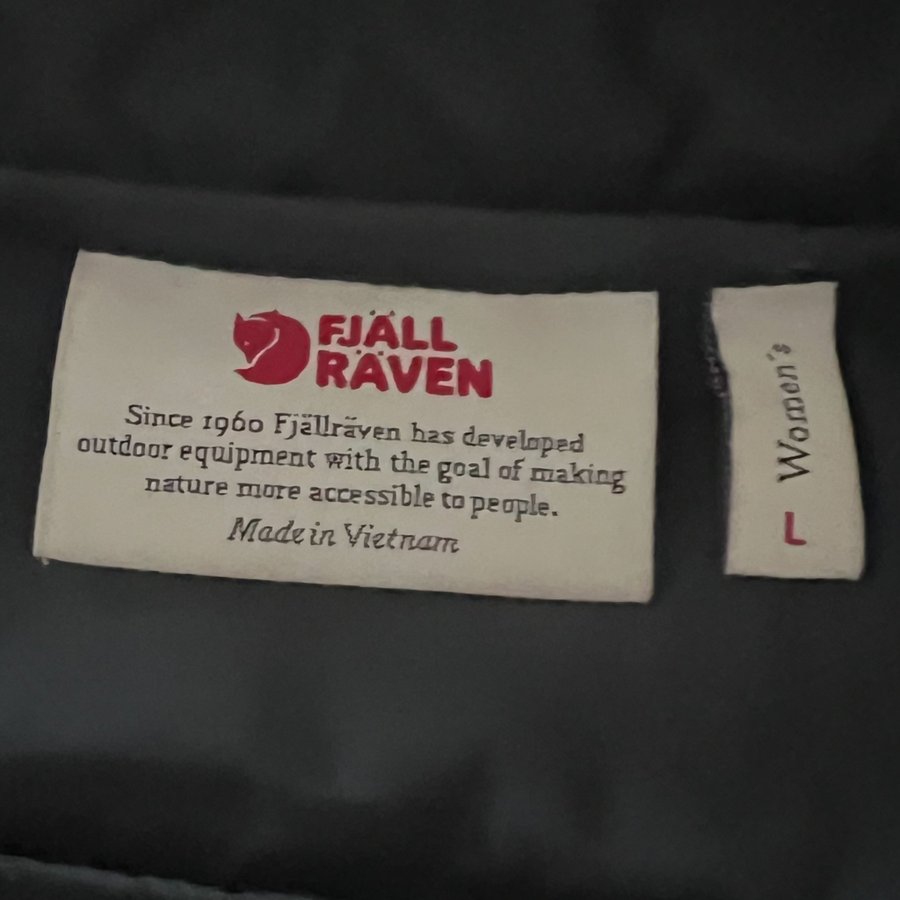 FJÄLL
RÄVEN
Since 1960 Fjällräven has developed
outdoor equipment with the goal of making
nature more accessible to people.
Made in Vietnam
Women's
L